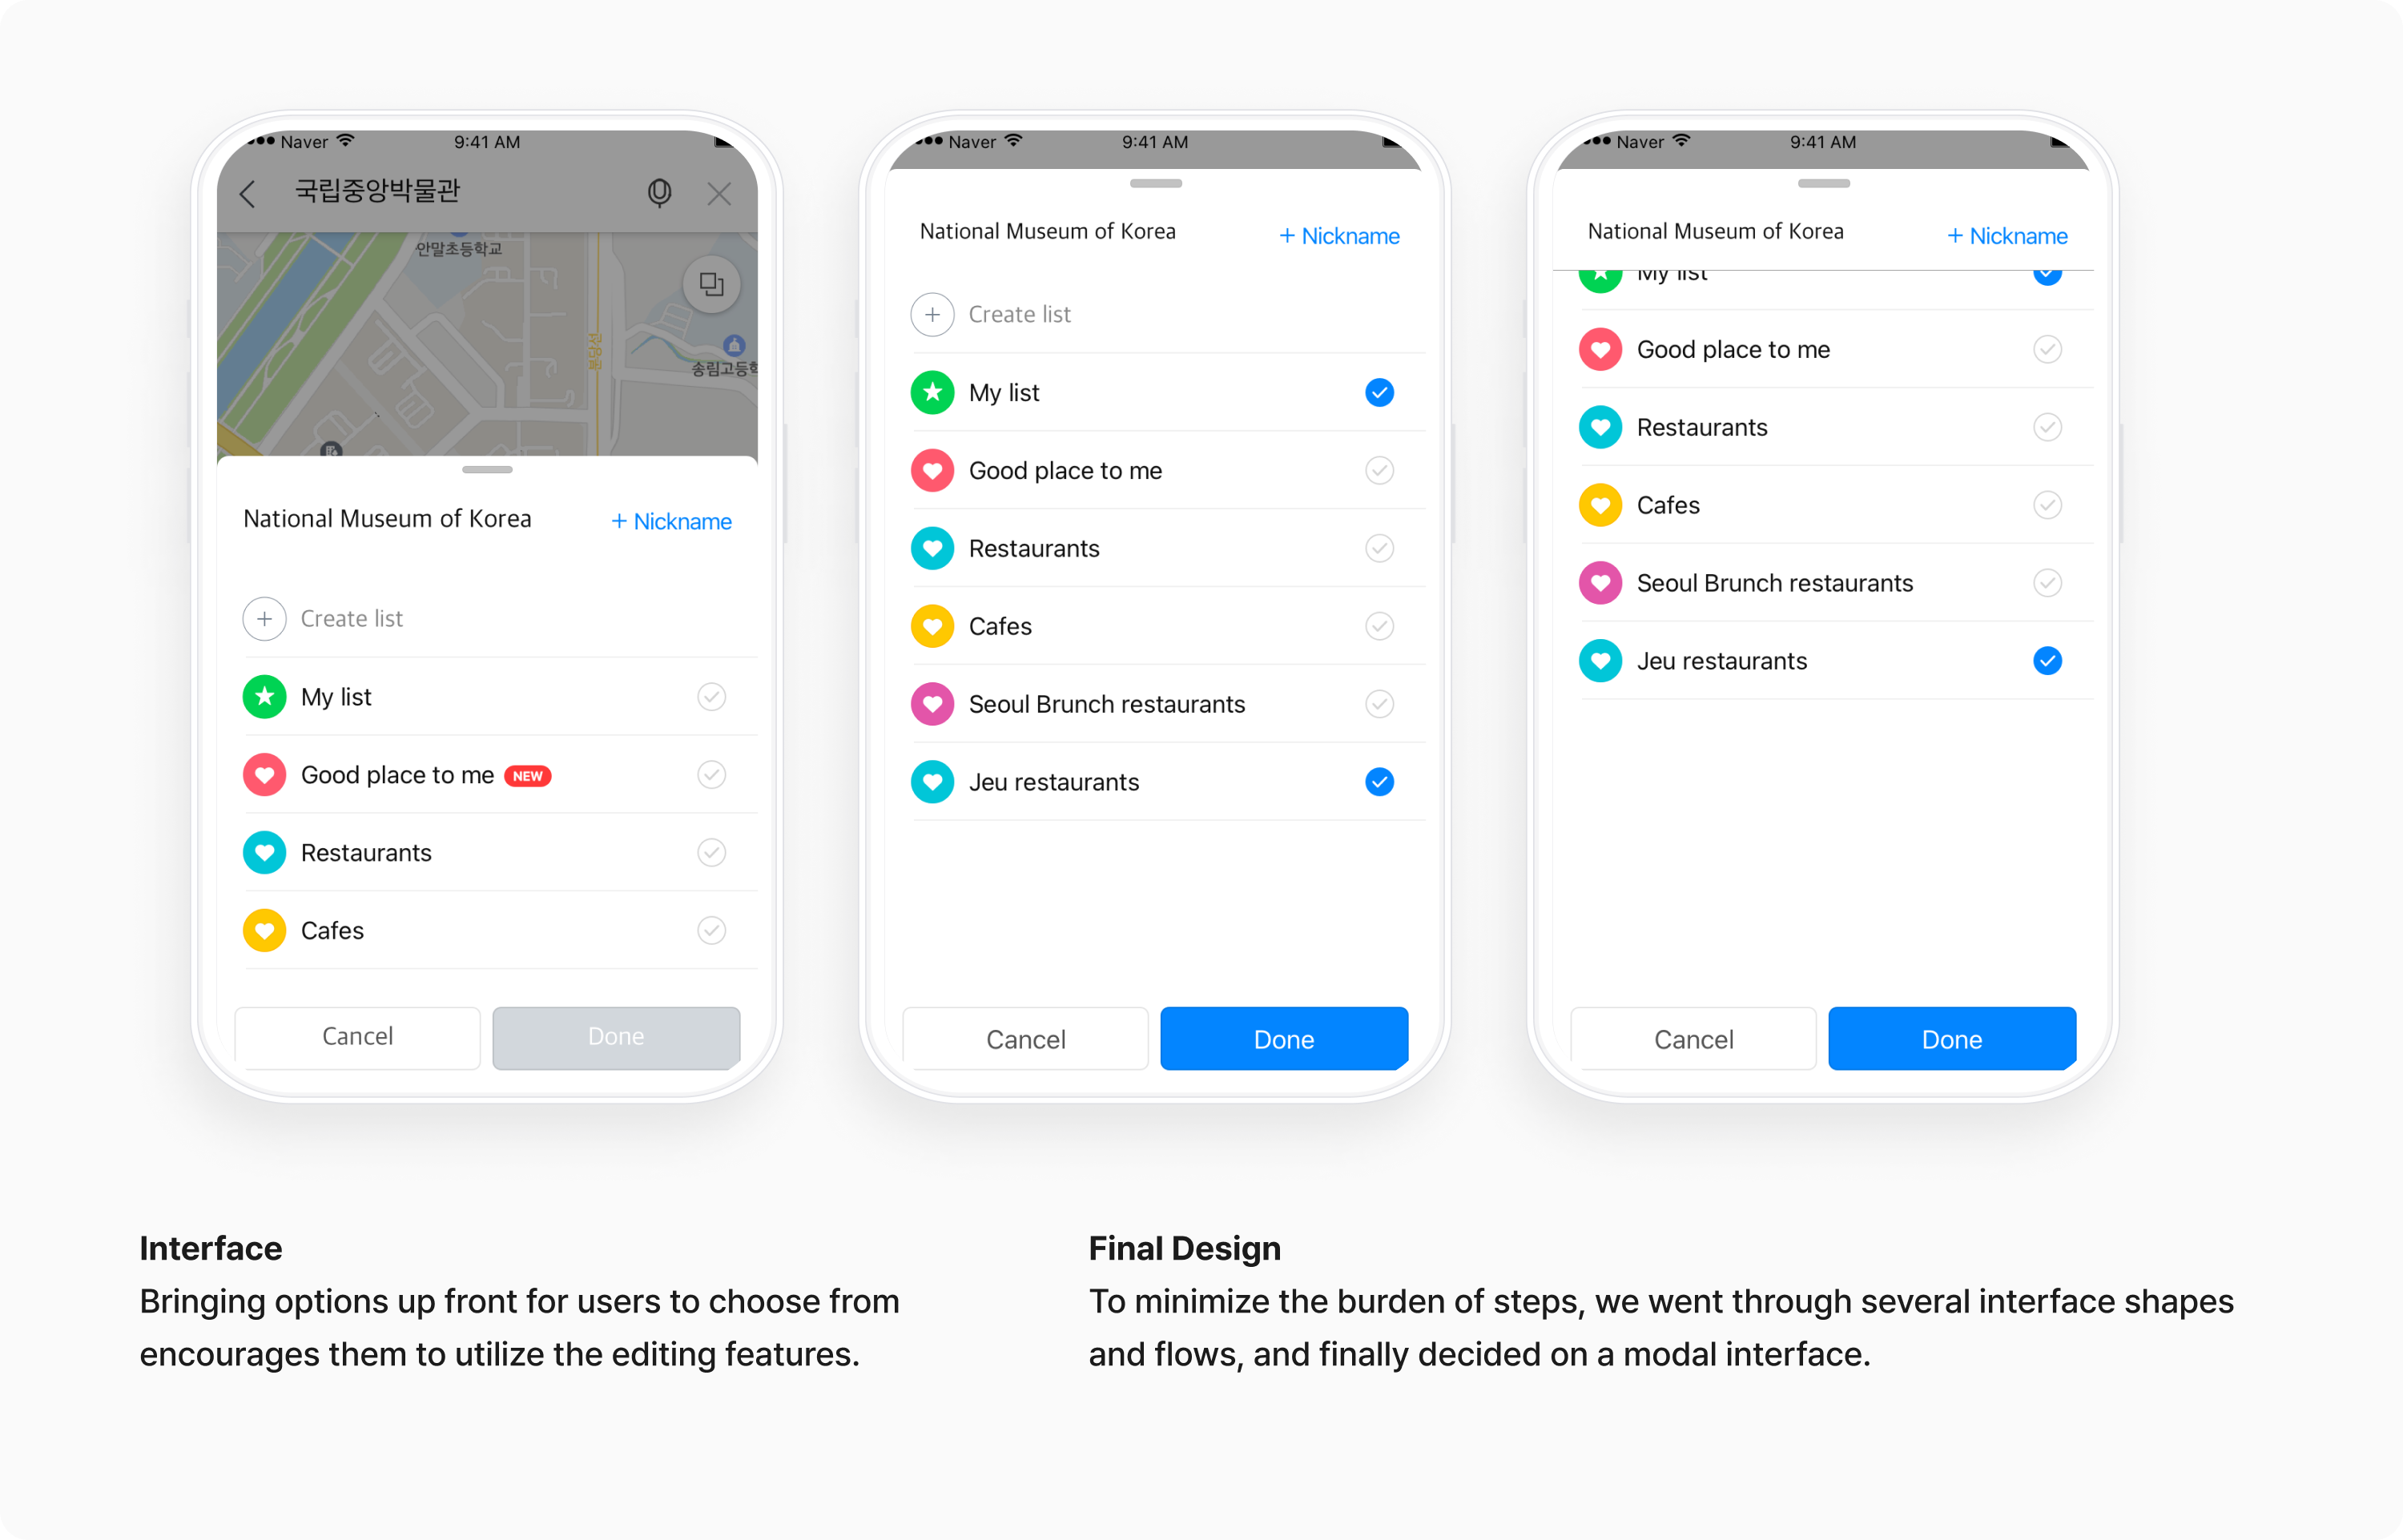 Naver 9:41 AM
국립중앙박물관
안말초등학교
분당선
송림고등학
National Museum of Korea + Nickname
Create list
My list
Good place to me NEW
Restaurants
Cafes
Cancel Done
Naver 9:41 AM
National Museum of Korea + Nickname
Create list
My list
Good place to me
Restaurants
Cafes
Seoul Brunch restaurants
Jeu restaurants
Cancel Done
Naver 9:41 AM
National Museum of Korea + Nickname
My list
Good place to me
Restaurants
Cafes
Seoul Brunch restaurants
Jeu restaurants
Cancel Done
Interface
Bringing options up front for users to choose from
encourages them to utilize the editing features.
Final Design
To minimize the burden of steps, we went through several interface shapes
and flows, and finally decided on a modal interface.